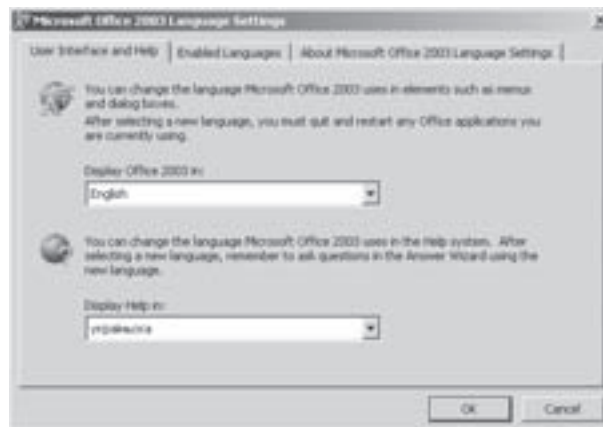 Microsoft Office 2003 Language Settings
User Interface and Help
Enabled Languages
About Microsoft Office 2003 Language Settings
You can change the language Microsoft Office 2003 uses in elements such as menus
and dialog boxes.
After selecting a new language, you must quit and restart any Office applications you
are currently using.
Display Office 2003 in:
English
You can change the language Microsoft Office 2003 uses in the Help system. After
selecting a new language, remember to ask questions in the Answer Wizard using the
new language.
Display Help in:
українська
OK
Cancel